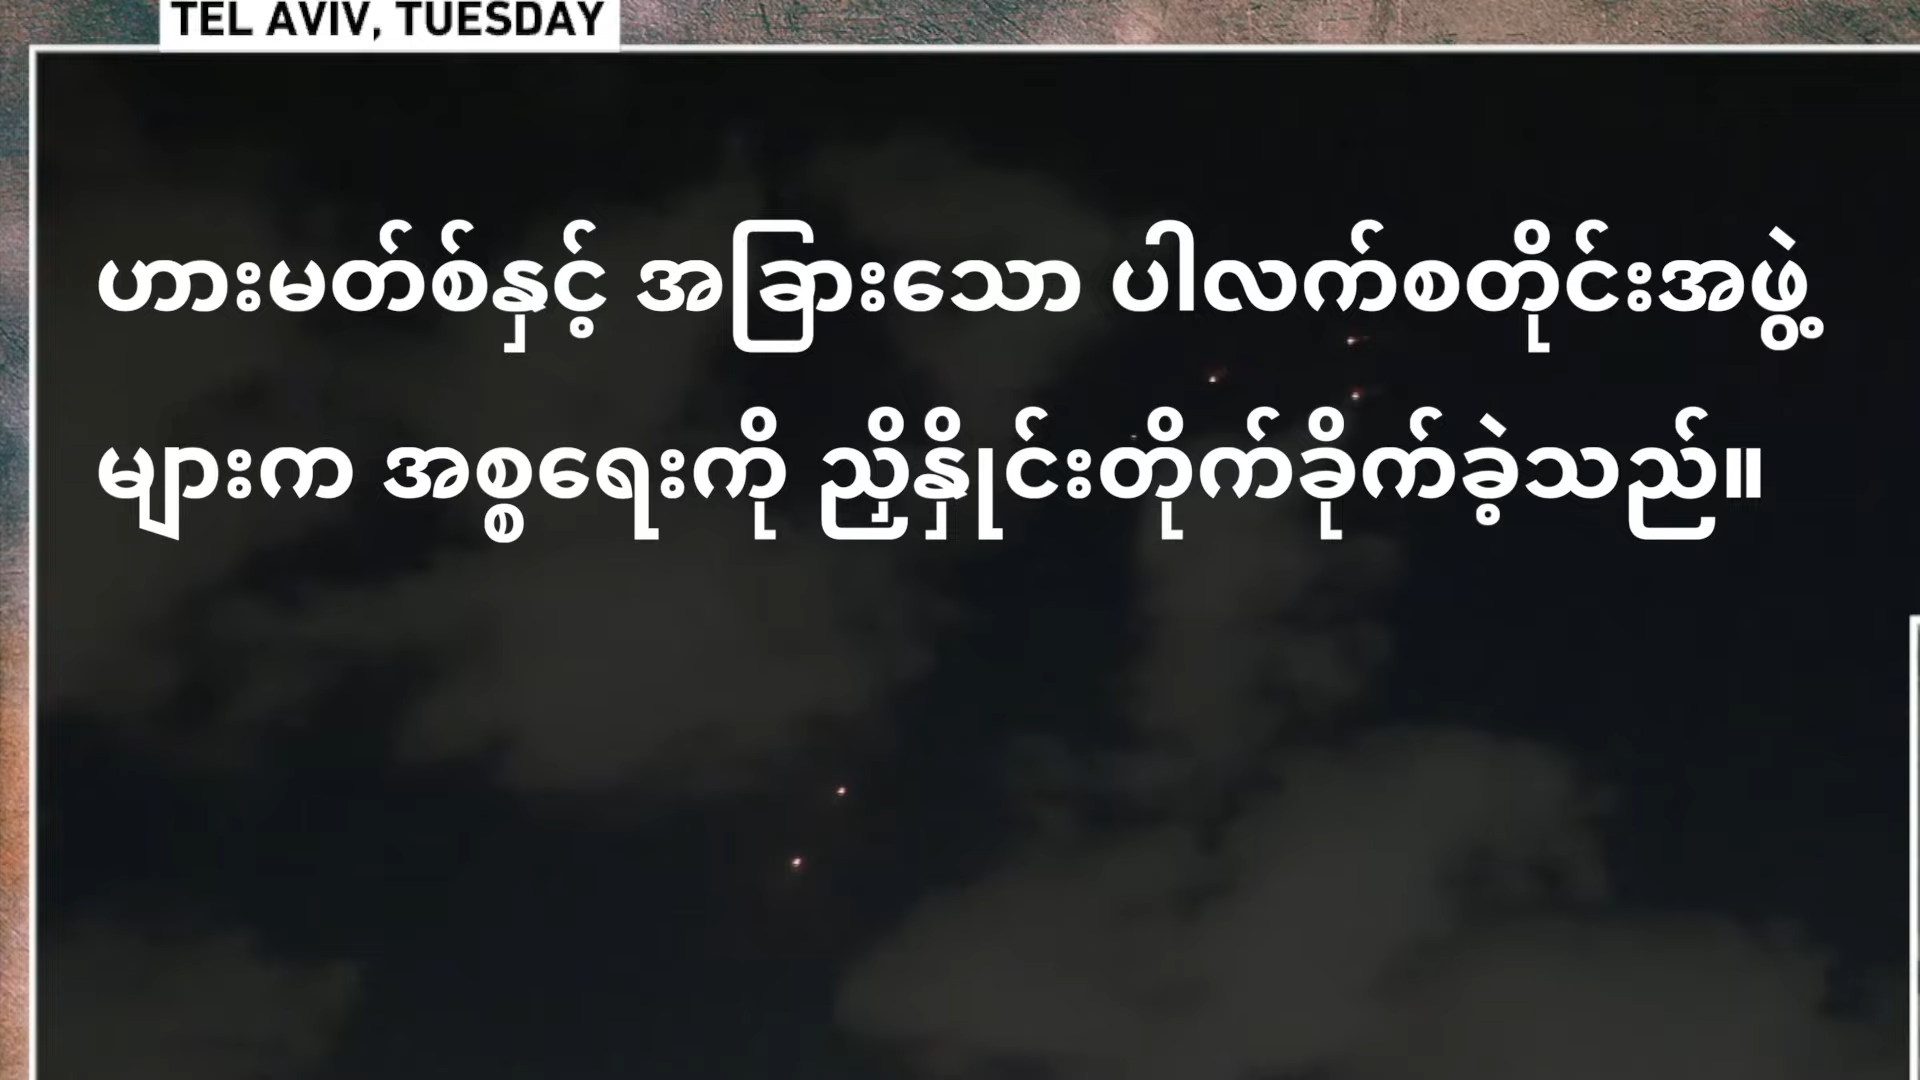 TEL AVIV, TUESDAY
ဟားမတ်စ်နှင့် အခြားသော ပါလက်စတိုင်းအဖွဲ့
များက အစ္စရေးကို ညှိနှိုင်းတိုက်ခိုက်ခဲ့သည်။